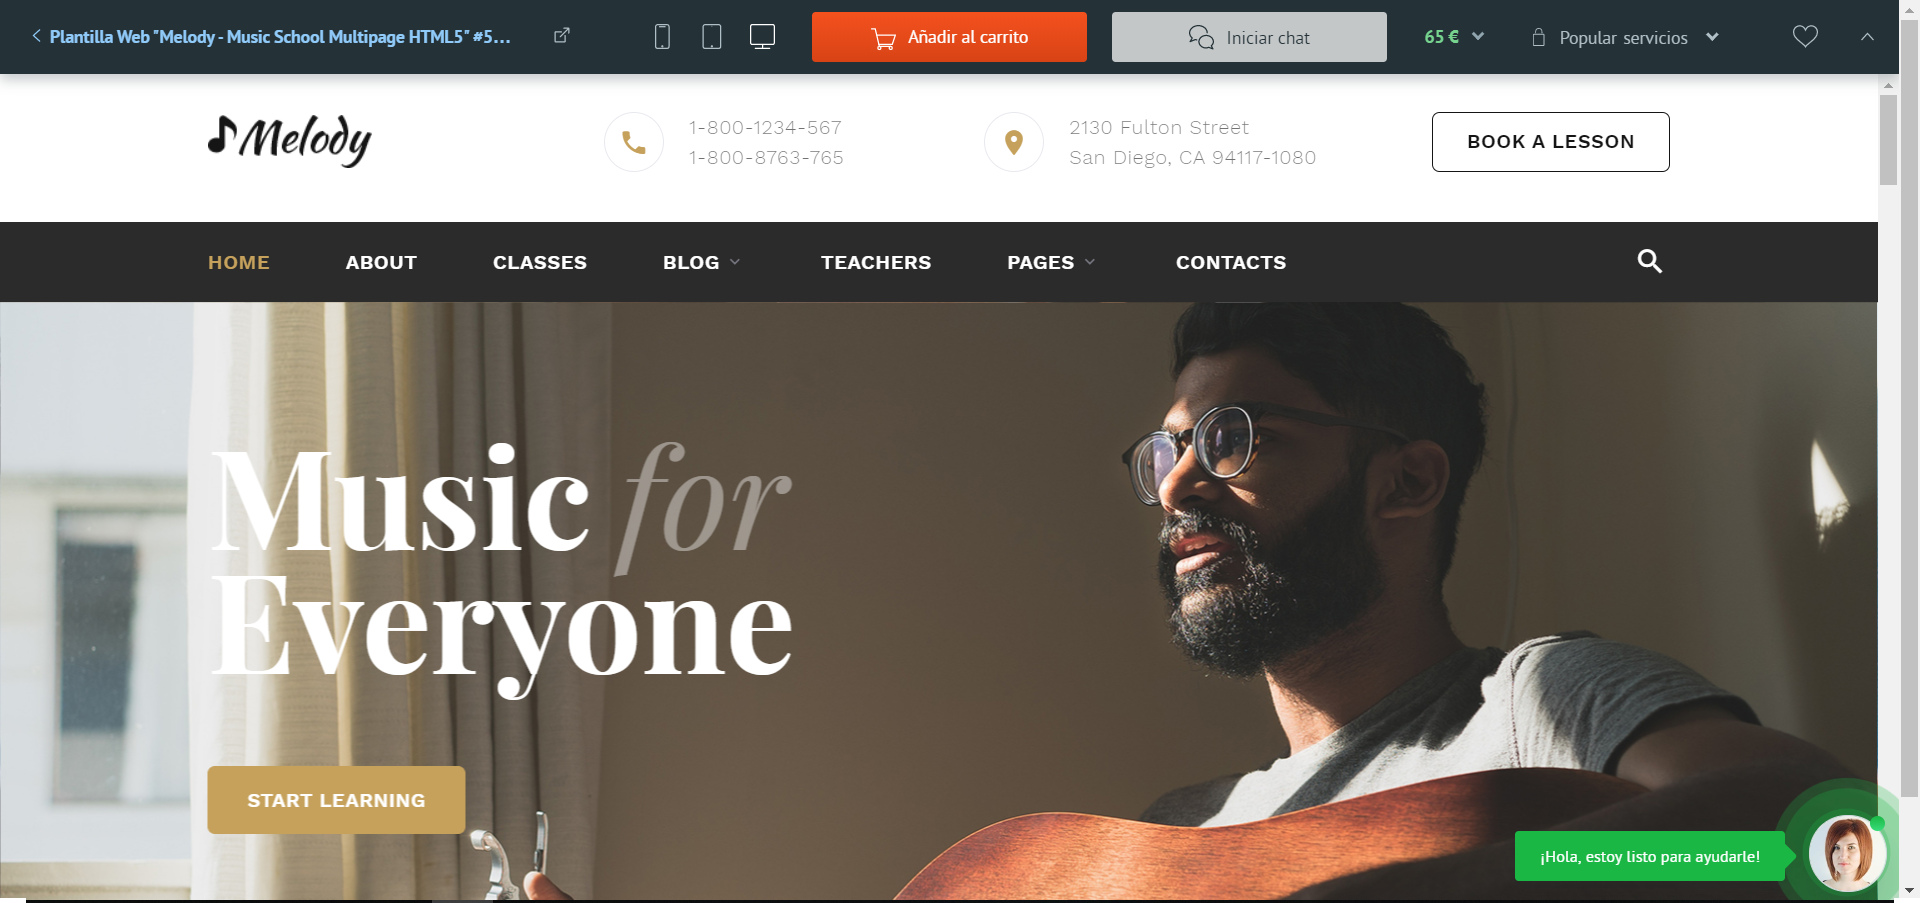 Plantilla Web "Melody - Music School Multipage HTML5" #5...
Añadir al carrito
Iniciar chat
65 €
Popular servicios
Melody
1-800-1234-567
1-800-8763-765
2130 Fulton Street
San Diego, CA 94117-1080
BOOK A LESSON
HOME
ABOUT
CLASSES
BLOG
TEACHERS
PAGES
CONTACTS
Music for
Everyone
START LEARNING
¡Hola, estoy listo para ayudarle!